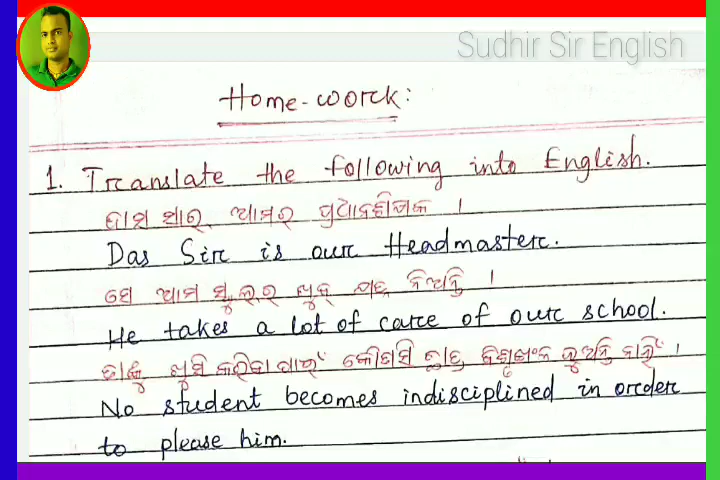 Sudhir Sir English
Home-work:
1. Translate the following into English.
ଦାସ ସାର୍ ଆମର ପ୍ରଧାନଶିକ୍ଷକ ।
Das Sir is our Headmaster.
ସେ ଆମ ସ୍କୁଲର ଖୁବ୍ ଯତ୍ନ ନିଅନ୍ତି ।
He takes a lot of care of our school.
ତାଙ୍କୁ ଖୁସି କରିବା ପାଇଁ କୌଣସି ଛାତ୍ର ବିଶୃଙ୍ଖଳ ହୁଅନ୍ତି ନାହିଁ ।
No student becomes indisciplined in order
to please him.